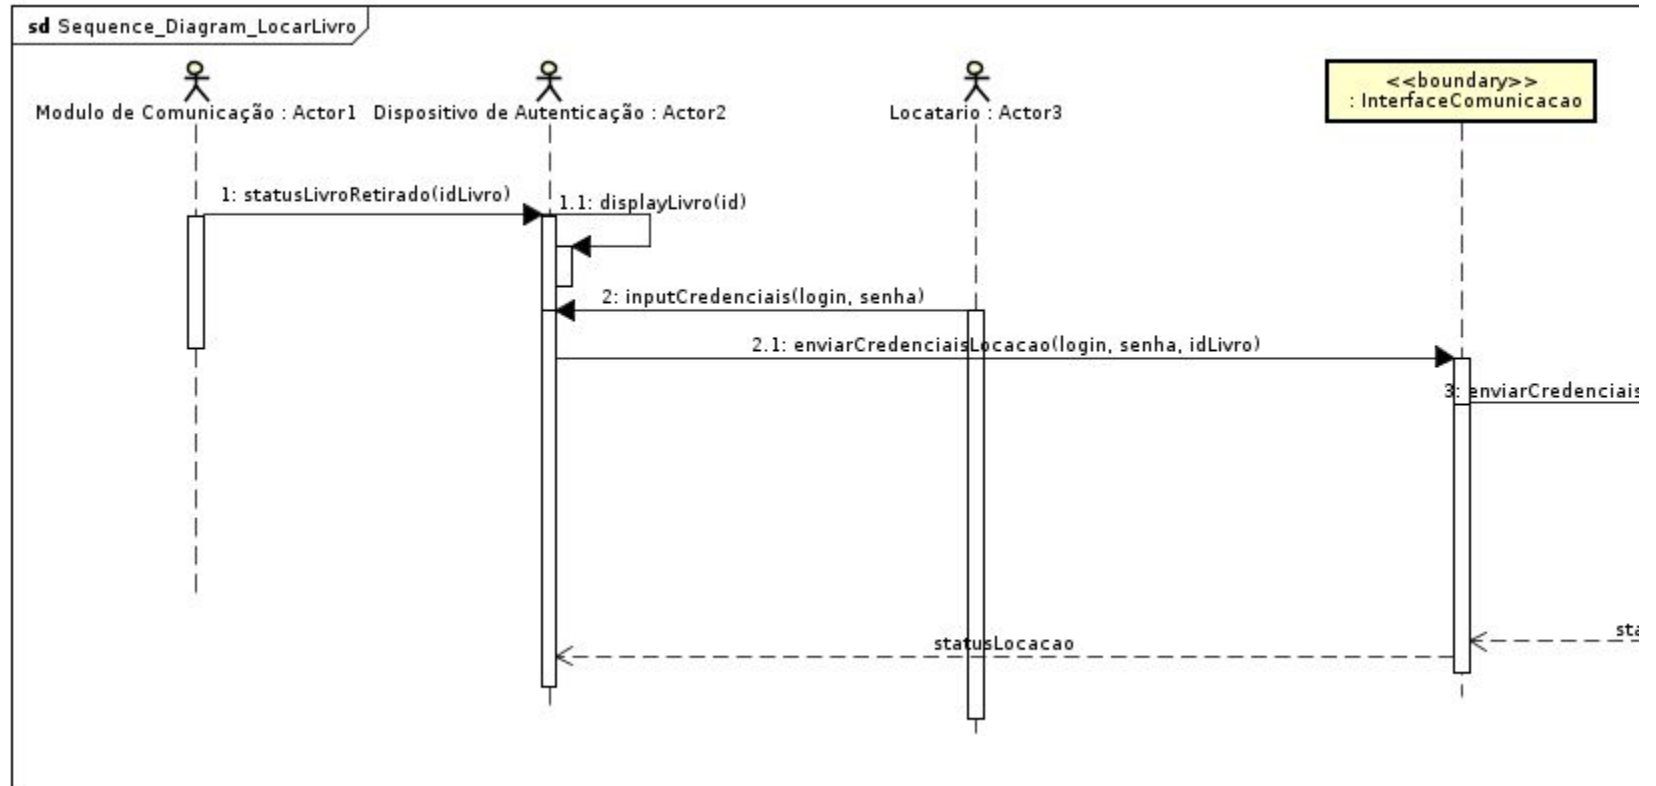 sd Sequence_Diagram_LocarLivro
Modulo de Comunicação : Actor1
Dispositivo de Autenticação : Actor2
Locatario : Actor3
<<boundary>>
: InterfaceComunicacao
1: statusLivroRetirado(idLivro)
1.1: displayLivro(id)
2: inputCredenciais(login, senha)
2.1: enviarCredenciaisLocacao(login, senha, idLivro)
3: enviarCredenciais
sta
statusLocacao